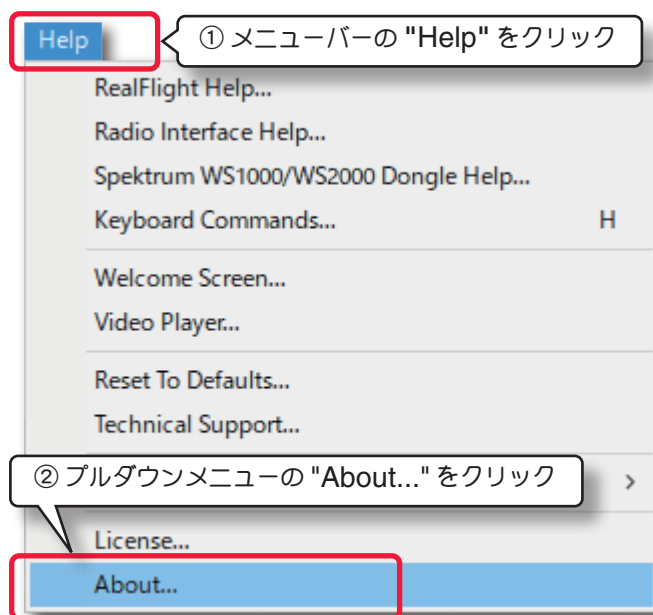 Help
① メニューバーの "Help" をクリック
RealFlight Help...
Radio Interface Help...
Spektrum WS1000/WS2000 Dongle Help...
Keyboard Commands... H
Welcome Screen...
Video Player...
Reset To Defaults...
Technical Support...
② プルダウンメニューの "About..." をクリック
License...
About...